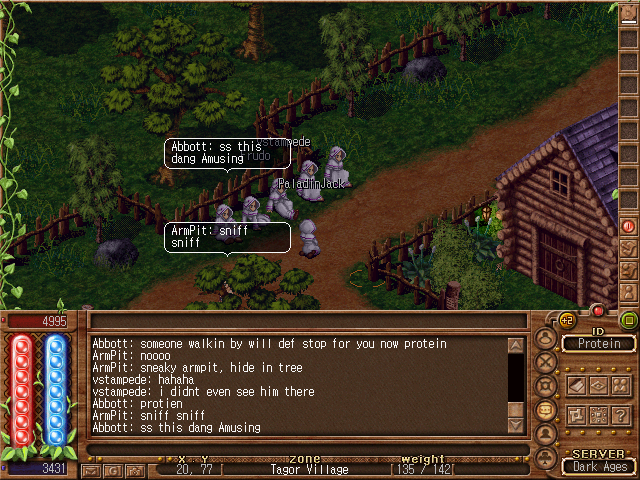 vstampede
Abbott: ss this
dang Amusing
rudo
PaladinJack
ArmPit: sniff
sniff
4995
+2
ID
Protein
Abbott: someone walkin by will def stop for you now protein
ArmPit: noooo
ArmPit: sneaky armpit, hide in tree
vstampede: hahaha
vstampede: i didnt even see him there
Abbott: protien
ArmPit: sniff sniff
Abbott: ss this dang Amusing
3431
G
x y zone weight
20, 77 [ Tagor Village [135 / 142[
?
SERVER
Dark Ages